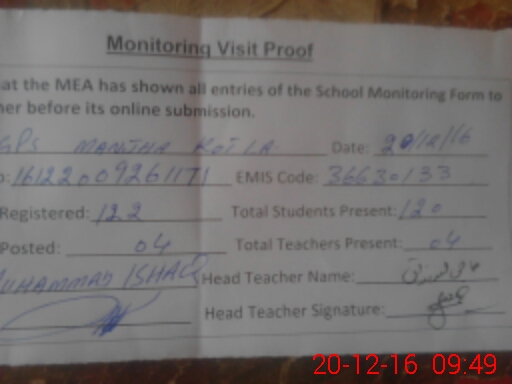 Monitoring Visit Proof
at the MEA has shown all entries of the School Monitoring Form to
her before its online submission.
GPS MANTHA KOTLA Date: 20/12/16
:161220092611171 EMIS Code: 36630133
Registered: 122 Total Students Present: 120
Posted: 04 Total Teachers Present: 04
MUHAMMAD ISHAQ Head Teacher Name:
Head Teacher Signature:
20-12-16 09:49